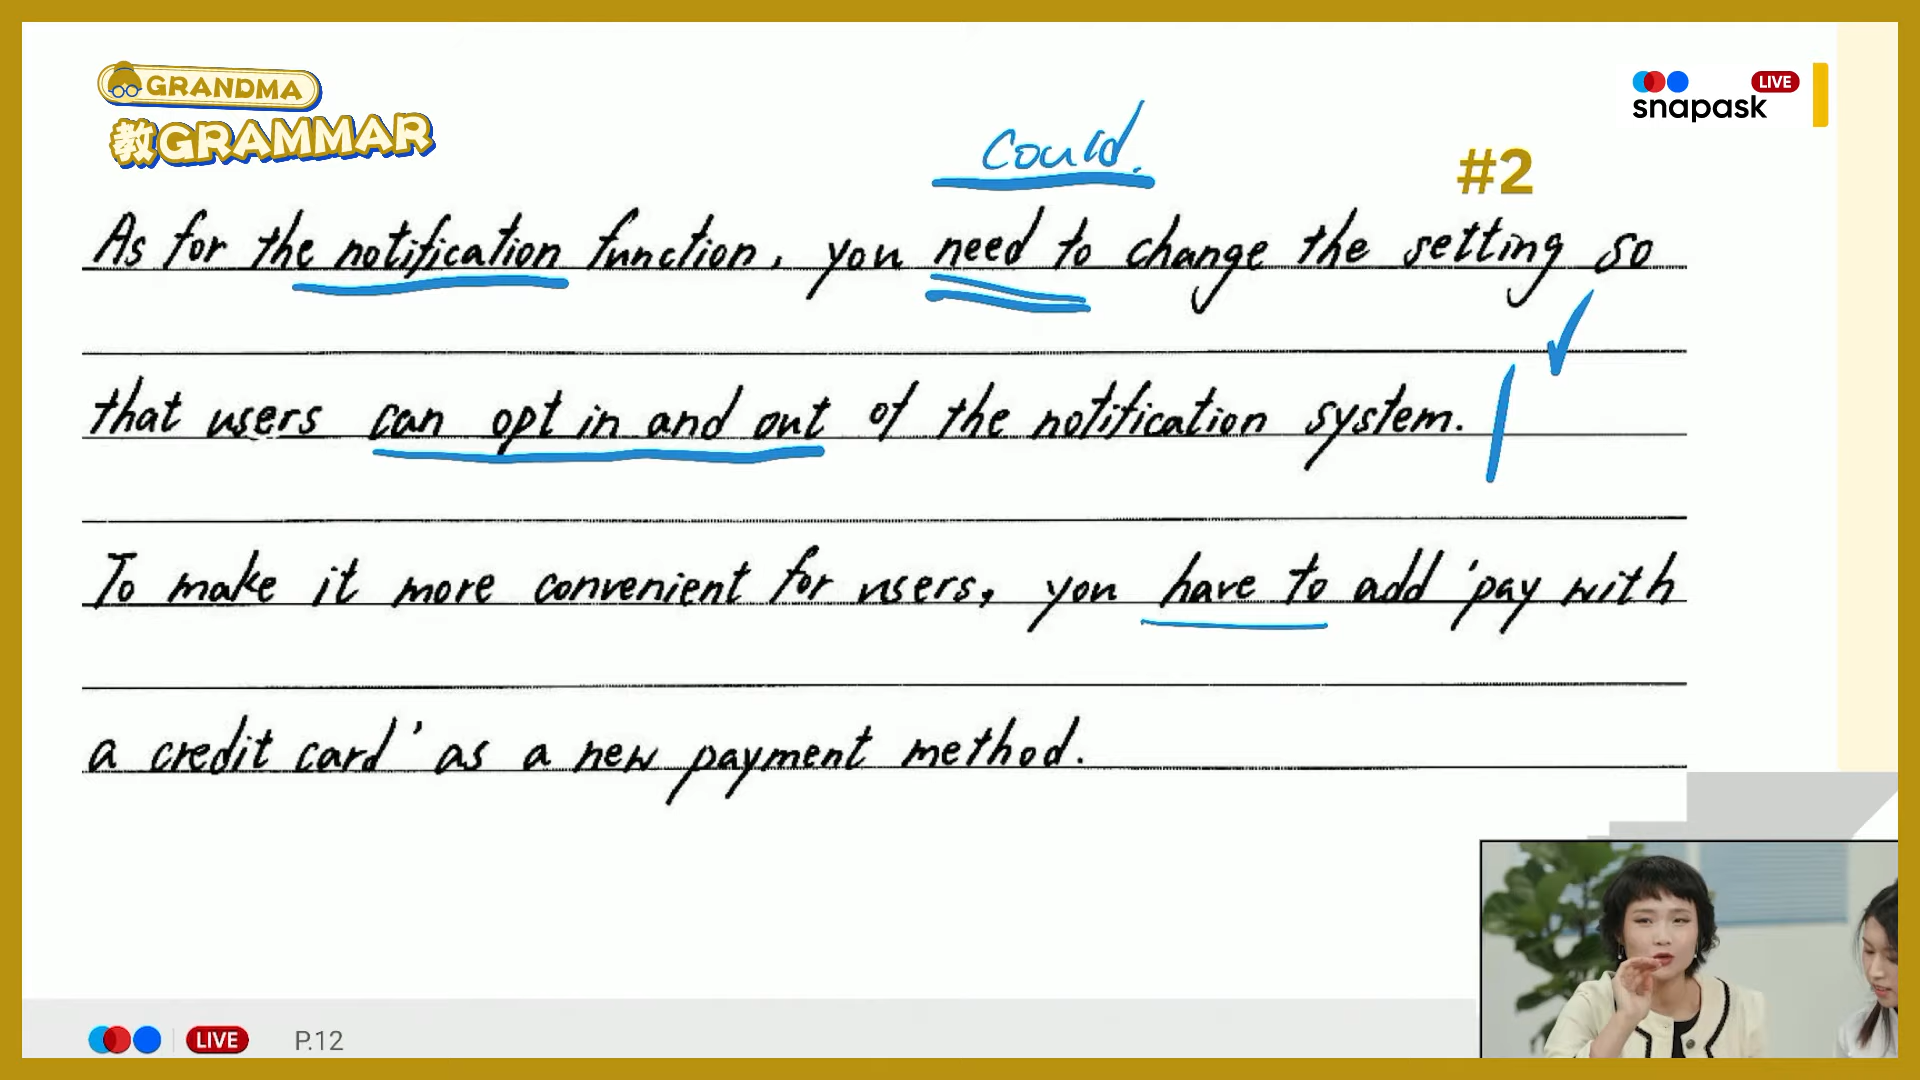 GRANDMA
教GRAMMAR
LIVE
snapask
could.
#2
As for the notification function, you need to change the setting so
that users can opt in and out of the notification system.
To make it more convenient for users, you have to add 'pay with
a credit card' as a new payment method.
LIVE
P.12